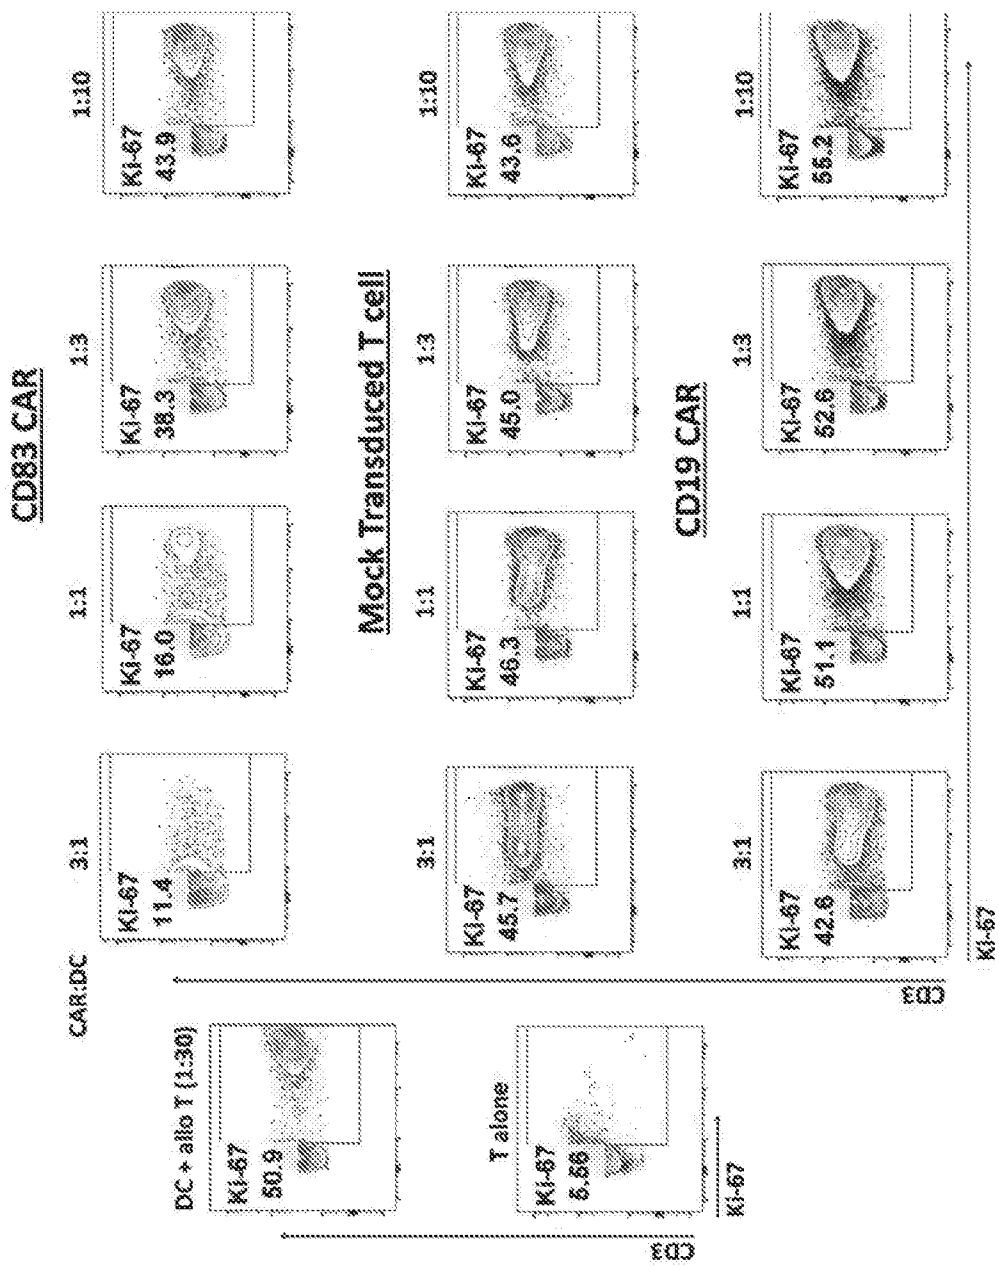 CD83 CAR
CAR:DC
3:1
1:1
1:3
1:10
Ki-67
11.4
Ki-67
16.0
Ki-67
38.3
Ki-67
43.9
DC + allo T (1:30)
Ki-67
50.9
Mock Transduced T cell
3:1
1:1
1:3
1:10
Ki-67
45.7
Ki-67
46.3
Ki-67
45.0
Ki-67
43.6
T alone
Ki-67
5.56
CD19 CAR
3:1
1:1
1:3
1:10
Ki-67
42.6
Ki-67
51.1
Ki-67
52.6
Ki-67
55.2
CD3
Ki-67
CD3
Ki-67